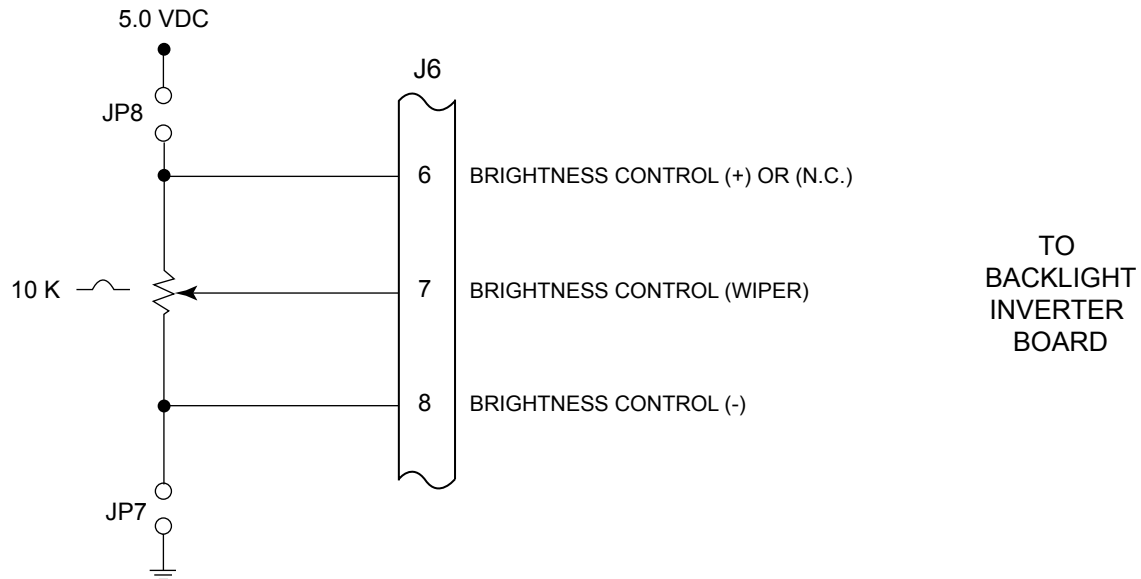 5.0 VDC
J6
JP8
6 BRIGHTNESS CONTROL (+) OR (N.C.)
10 K
7 BRIGHTNESS CONTROL (WIPER)
TO
BACKLIGHT
INVERTER
BOARD
8 BRIGHTNESS CONTROL (-)
JP7